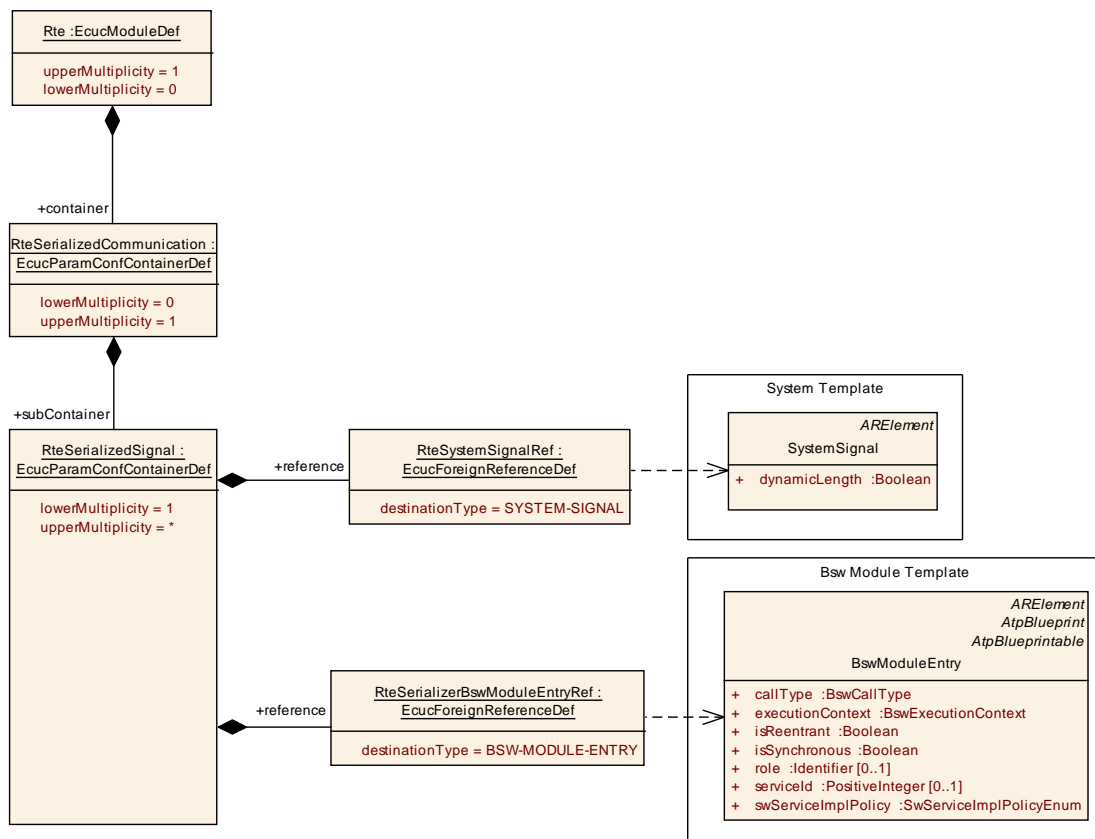 Rte :EcucModuleDef
upperMultiplicity = 1
lowerMultiplicity = 0
+container
RteSerializedCommunication :
EcucParamConfContainerDef
lowerMultiplicity = 0
upperMultiplicity = 1
+subContainer
RteSerializedSignal :
EcucParamConfContainerDef
lowerMultiplicity = 1
upperMultiplicity = *
+reference
RteSystemSignalRef :
EcucForeignReferenceDef
destinationType = SYSTEM-SIGNAL
System Template
ARElement
SystemSignal
+ dynamicLength :Boolean
+reference
RteSerializerBswModuleEntryRef :
EcucForeignReferenceDef
destinationType = BSW-MODULE-ENTRY
Bsw Module Template
ARElement
AtpBlueprint
AtpBlueprintable
BswModuleEntry
+ callType :BswCallType
+ executionContext :BswExecutionContext
+ isReentrant :Boolean
+ isSynchronous :Boolean
+ role :Identifier [0..1]
+ serviceId :PositiveInteger [0..1]
+ swServiceImplPolicy :SwServiceImplPolicyEnum